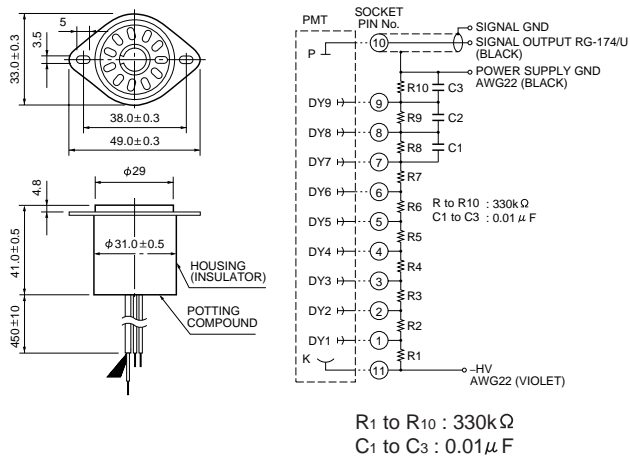 5
3.5
33.0±0.3
38.0±0.3
49.0±0.3
φ29
4.8
φ31.0±0.5
41.0±0.5
450±10
HOUSING
(INSULATOR)
POTTING
COMPOUND
PMT
SOCKET
PIN No.
SIGNAL GND
P
10
SIGNAL OUTPUT RG-174/U
(BLACK)
POWER SUPPLY GND
AWG22 (BLACK)
R10
C3
DY9
9
R9
C2
DY8
8
R8
C1
DY7
7
R7
DY6
6
R6
R to R10 : 330kΩ
C1 to C3 : 0.01μF
DY5
5
R5
DY4
4
R4
DY3
3
R3
DY2
2
R2
DY1
1
R1
K
11
–HV
AWG22 (VIOLET)
R1 to R10 : 330kΩ
C1 to C3 : 0.01μF